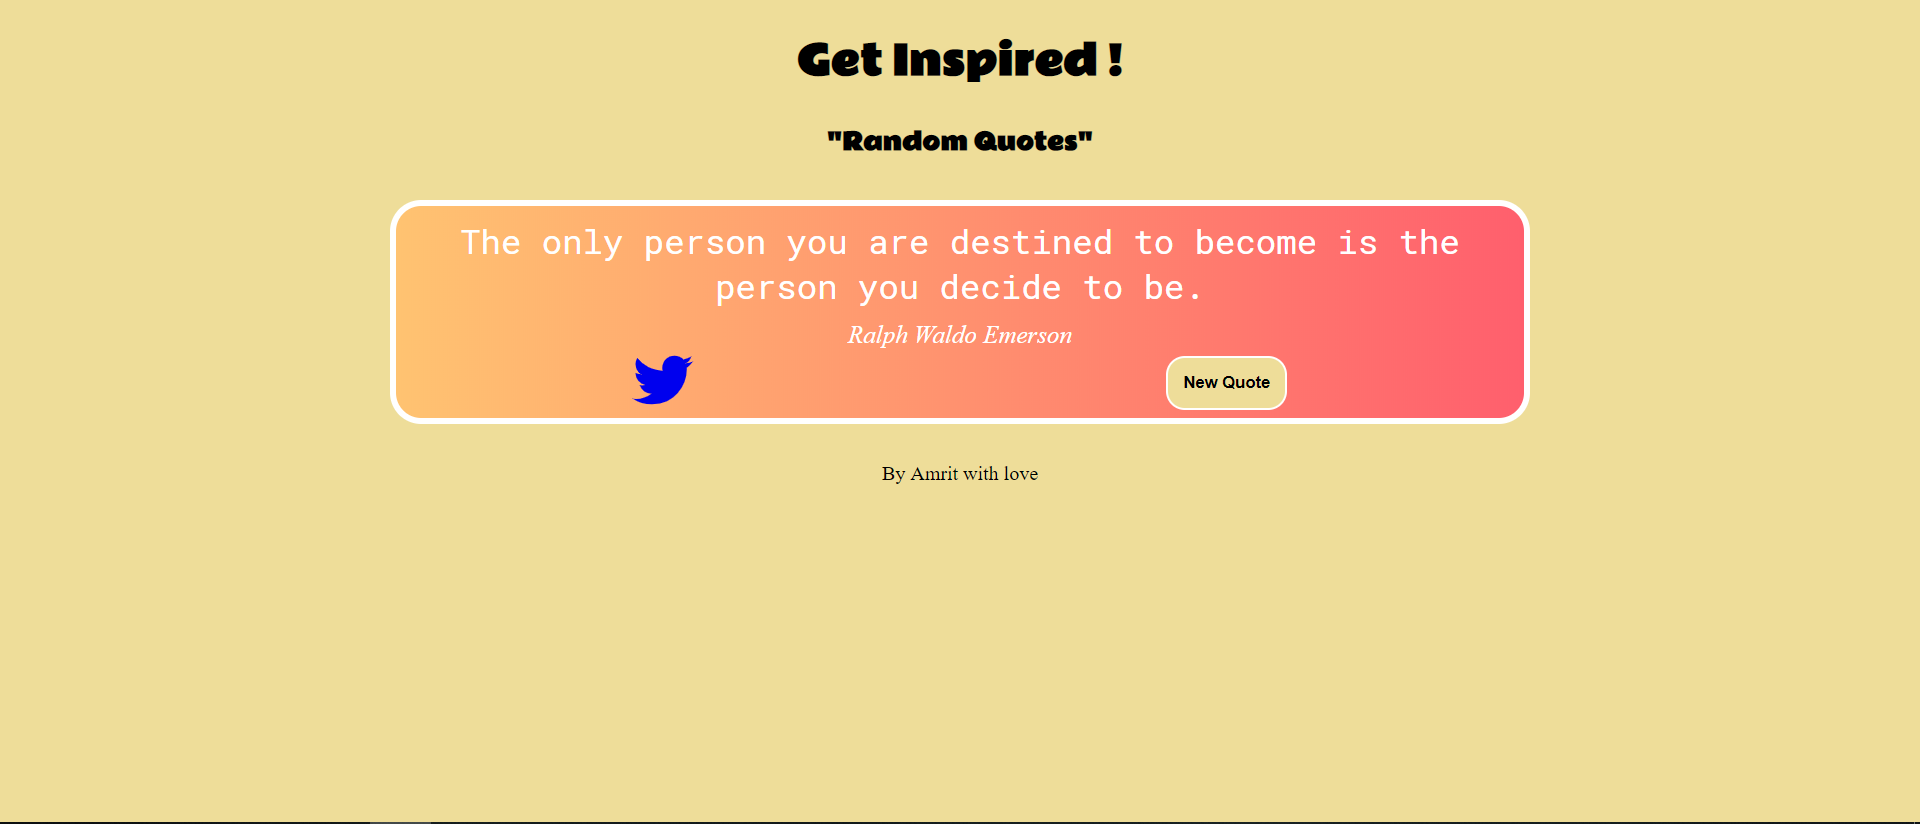 Get Inspired !
"Random Quotes"
The only person you are destined to become is the
person you decide to be.
Ralph Waldo Emerson
New Quote
By Amrit with love